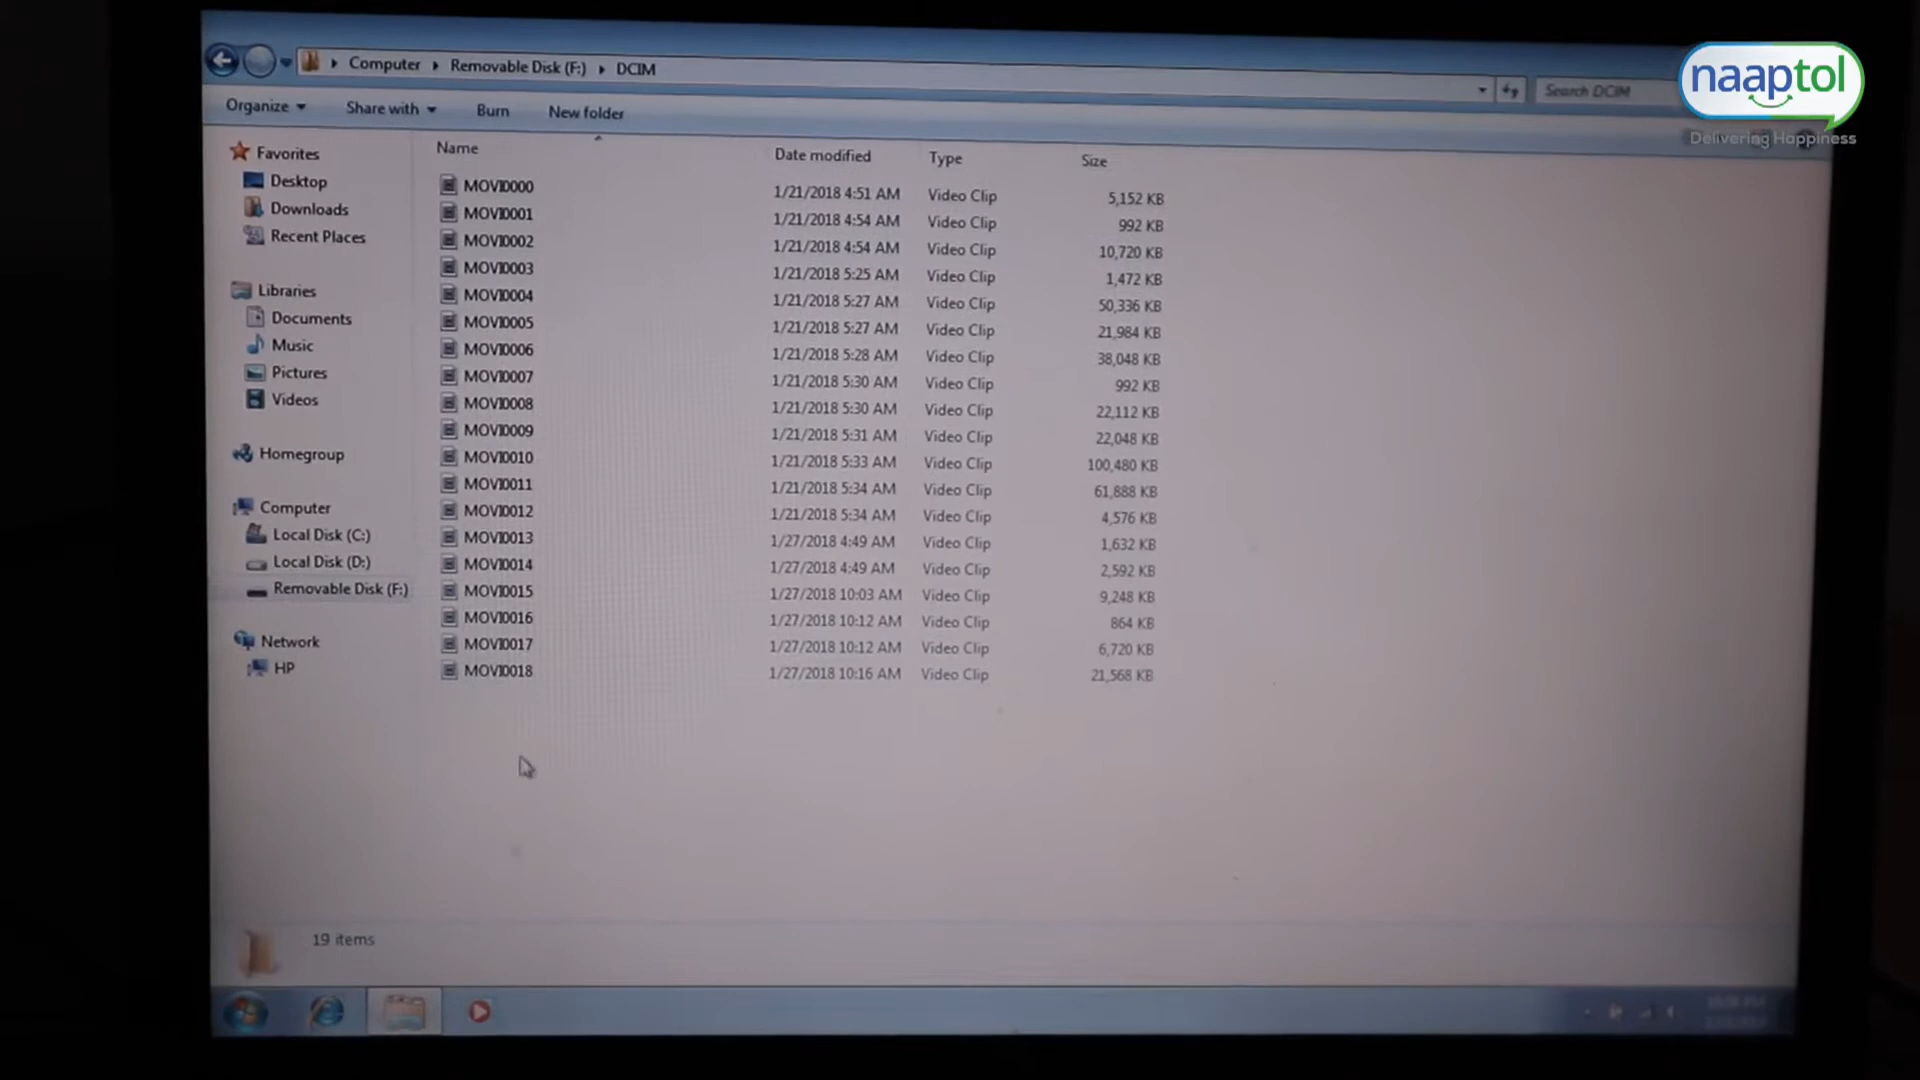 naaptol
Delivering Happiness
Computer Removable Disk (F:) DCIM
Search DCIM
Organize Share with Burn New folder
Name Date modified Type Size
Favorites
Desktop
Downloads
Recent Places
Libraries
Documents
Music
Pictures
Videos
Homegroup
Computer
Local Disk (C:)
Local Disk (D:)
Removable Disk (F:)
Network
HP
MOVI0000 1/21/2018 4:51 AM Video Clip 5,152 KB
MOVI0001 1/21/2018 4:54 AM Video Clip 992 KB
MOVI0002 1/21/2018 4:54 AM Video Clip 10,720 KB
MOVI0003 1/21/2018 5:25 AM Video Clip 1,472 KB
MOVI0004 1/21/2018 5:27 AM Video Clip 50,336 KB
MOVI0005 1/21/2018 5:27 AM Video Clip 21,984 KB
MOVI0006 1/21/2018 5:28 AM Video Clip 38,048 KB
MOVI0007 1/21/2018 5:30 AM Video Clip 992 KB
MOVI0008 1/21/2018 5:30 AM Video Clip 22,112 KB
MOVI0009 1/21/2018 5:31 AM Video Clip 22,048 KB
MOVI0010 1/21/2018 5:33 AM Video Clip 100,480 KB
MOVI0011 1/21/2018 5:34 AM Video Clip 61,888 KB
MOVI0012 1/21/2018 5:34 AM Video Clip 4,576 KB
MOVI0013 1/27/2018 4:49 AM Video Clip 1,632 KB
MOVI0014 1/27/2018 4:49 AM Video Clip 2,592 KB
MOVI0015 1/27/2018 10:03 AM Video Clip 9,248 KB
MOVI0016 1/27/2018 10:12 AM Video Clip 864 KB
MOVI0017 1/27/2018 10:12 AM Video Clip 6,720 KB
MOVI0018 1/27/2018 10:16 AM Video Clip 21,568 KB
19 items